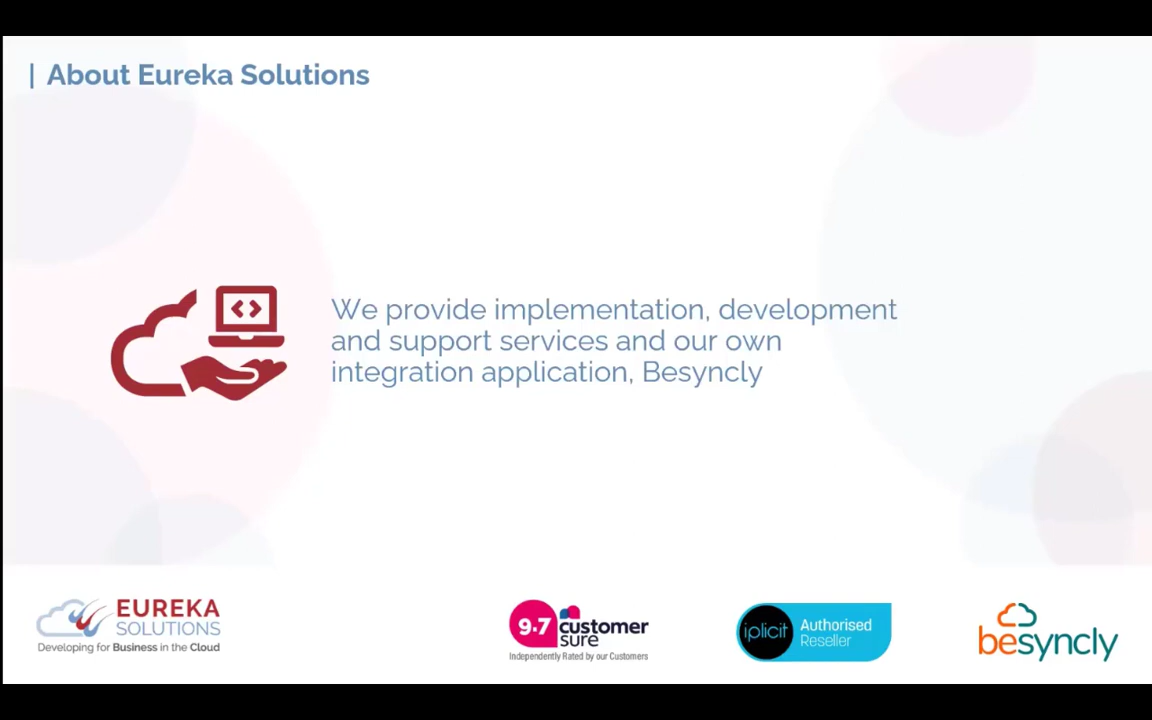 | About Eureka Solutions
We provide implementation, development
and support services and our own
integration application, Besyncly
EUREKA
SOLUTIONS
Developing for Business in the Cloud
9.7 customer
sure
Independently Rated by our Customers
iplicit
Authorised
Reseller
besyncly